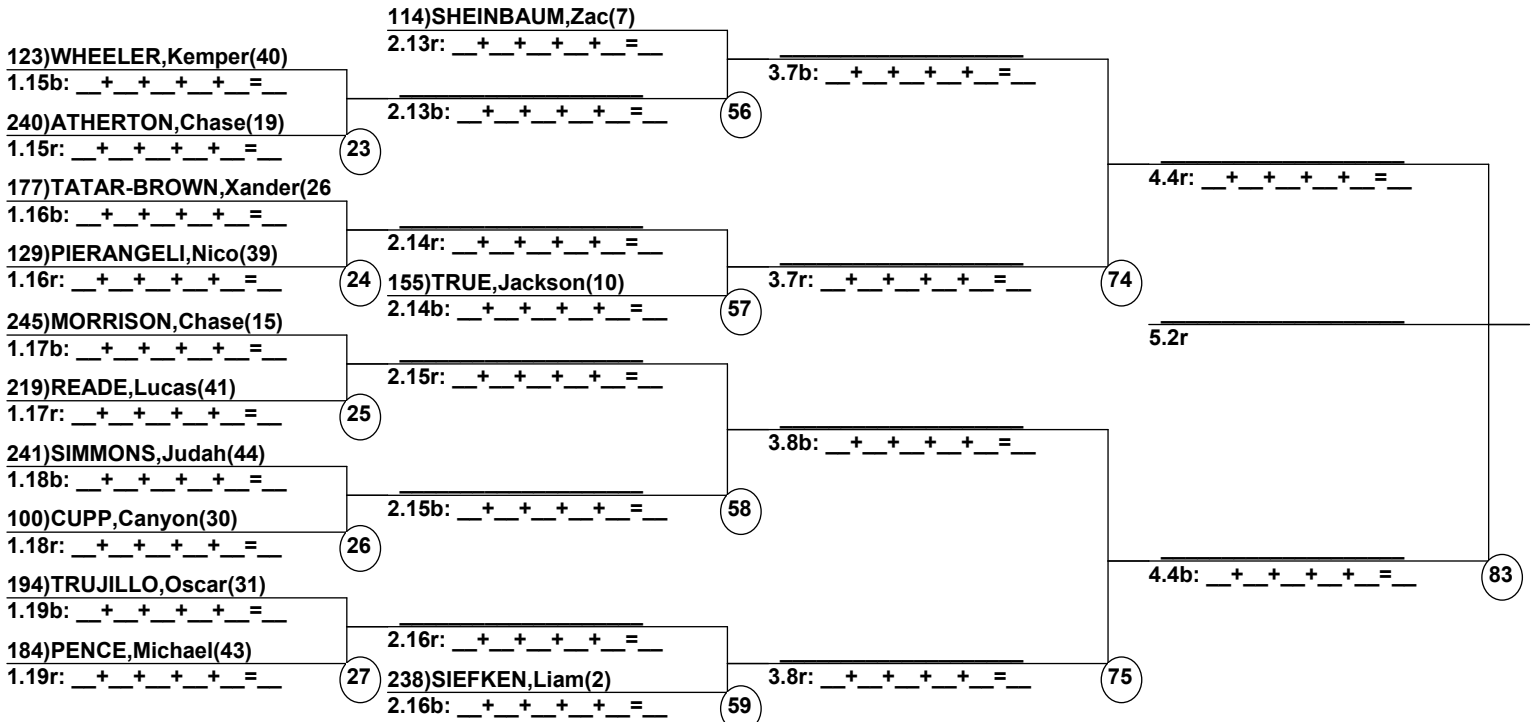 114)SHEINBAUM,Zac(7)
2.13r: __+__+__+__+__=__
123)WHEELER,Kemper(40)
1.15b: __+__+__+__+__=__
3.7b: __+__+__+__+__=__
2.13b: __+__+__+__+__=__
56
240)ATHERTON,Chase(19)
1.15r: __+__+__+__+__=__
23
4.4r: __+__+__+__+__=__
177)TATAR-BROWN,Xander(26
1.16b: __+__+__+__+__=__
2.14r: __+__+__+__+__=__
129)PIERANGELI,Nico(39)
1.16r: __+__+__+__+__=__
24
155)TRUE,Jackson(10)
2.14b: __+__+__+__+__=__
57
3.7r: __+__+__+__+__=__
74
245)MORRISON,Chase(15)
1.17b: __+__+__+__+__=__
5.2r
2.15r: __+__+__+__+__=__
219)READE,Lucas(41)
1.17r: __+__+__+__+__=__
25
3.8b: __+__+__+__+__=__
241)SIMMONS,Judah(44)
1.18b: __+__+__+__+__=__
2.15b: __+__+__+__+__=__
58
100)CUPP,Canyon(30)
1.18r: __+__+__+__+__=__
26
4.4b: __+__+__+__+__=__
83
194)TRUJILLO,Oscar(31)
1.19b: __+__+__+__+__=__
2.16r: __+__+__+__+__=__
184)PENCE,Michael(43)
1.19r: __+__+__+__+__=__
27
238)SIEFKEN,Liam(2)
2.16b: __+__+__+__+__=__
59
3.8r: __+__+__+__+__=__
75